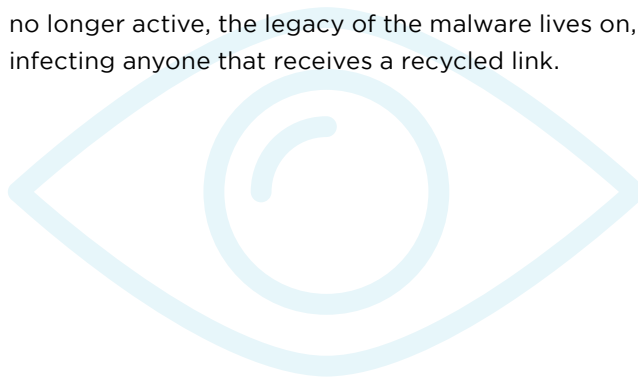 no longer active, the legacy of the malware lives on,
infecting anyone that receives a recycled link.